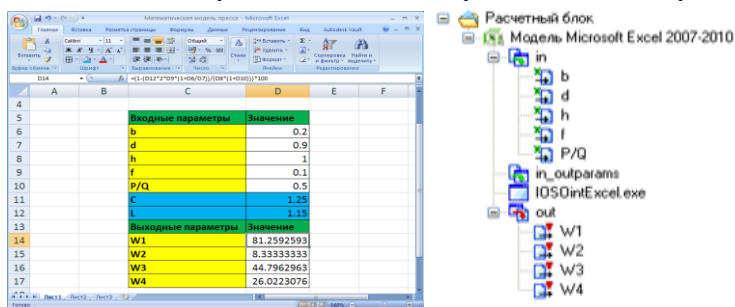 Математическая модель пресса - Microsoft Excel
Главная Вставка Разметка страницы Формулы Данные Рецензирование Вид Autodesk Vault
Calibri 11 Общий
Вставить Стили Вставить Удалить Формат Сортировка и фильтр Найти и выделить
Буфер обмена Шрифт Выравнивание Число Ячейки Редактирование
D14 =(1-(D12*2*D9*(1+D6/D7))/(D8*(1+D10)))*100
A B C D E F
4
5 Входные параметры Значение
6 b 0.2
7 d 0.9
8 h 1
9 f 0.1
10 P/Q 0.5
11 C 1.25
12 L 1.15
13 Выходные параметры Значение
14 W1 81.2592593
15 W2 8.33333333
16 W3 44.7962963
17 W4 26.0223076
Лист1 Лист2 Лист3
Готово
Расчетный блок
Модель Microsoft Excel 2007-2010
in
b
d
h
f
P/Q
in_outparams
IOSOintExcel.exe
out
W1
W2
W3
W4